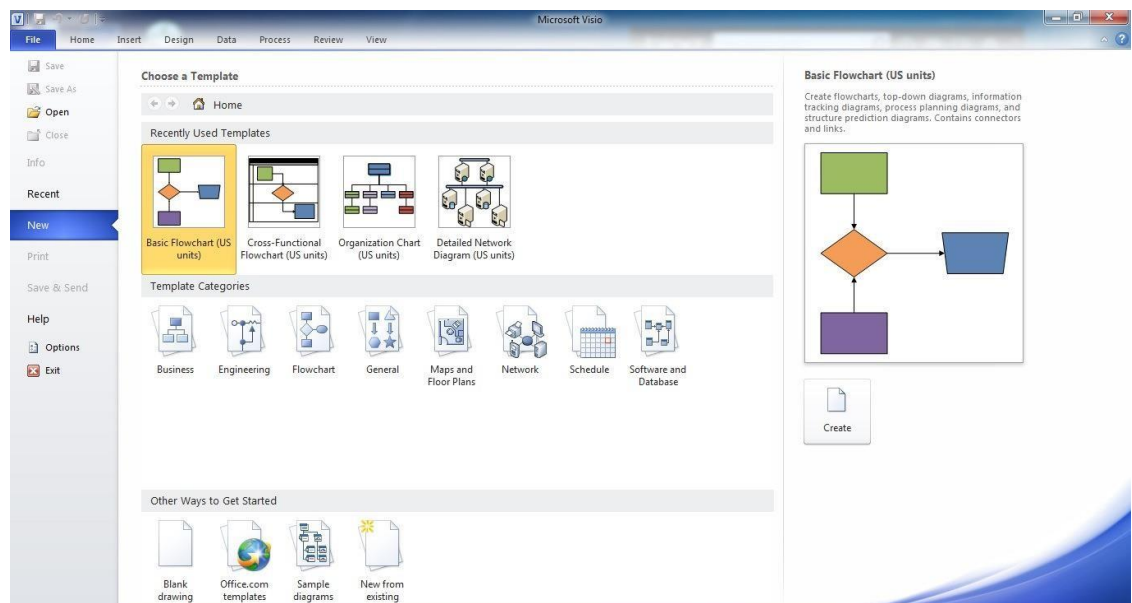 Microsoft Visio
File Home Insert Design Data Process Review View
Save
Save As
Open
Close
Info
Recent
New
Print
Save & Send
Help
Options
Exit
Choose a Template
Home
Recently Used Templates
Basic Flowchart (US
units)
Cross-Functional
Flowchart (US units)
Organization Chart
(US units)
Detailed Network
Diagram (US units)
Template Categories
Business
Engineering
Flowchart
General
Maps and
Floor Plans
Network
Schedule
Software and
Database
Other Ways to Get Started
Blank
drawing
Office.com
templates
Sample
diagrams
New from
existing
Basic Flowchart (US units)
Create flowcharts, top-down diagrams, information
tracking diagrams, process planning diagrams, and
structure prediction diagrams. Contains connectors
and links.
Create